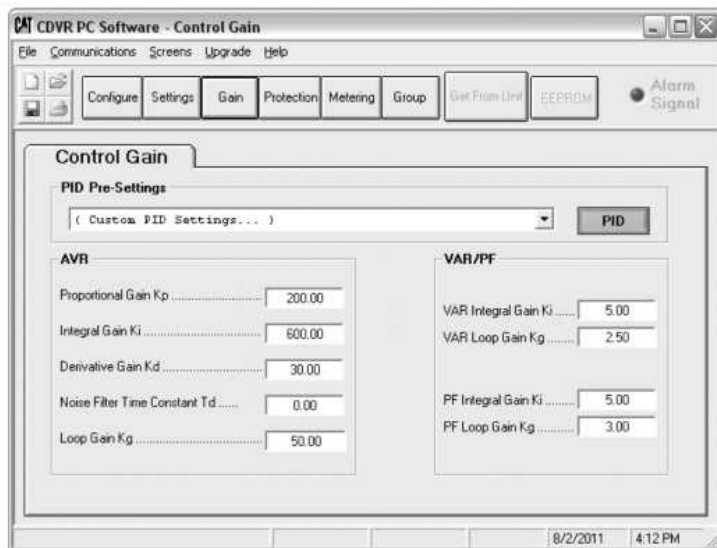 CAT CDVR PC Software - Control Gain
File Communications Screens Upgrade Help
Configure Settings Gain Protection Metering Group Get From Unit EEPROM Alarm Signal
Control Gain
PID Pre-Settings
( Custom PID Settings... ) PID
AVR
Proportional Gain Kp 200.00
Integral Gain Ki 600.00
Derivative Gain Kd 30.00
Noise Filter Time Constant Td 0.00
Loop Gain Kg 50.00
VAR/PF
VAR Integral Gain Ki 5.00
VAR Loop Gain Kg 2.50
PF Integral Gain Ki 5.00
PF Loop Gain Kg 3.00
8/2/2011 4:12 PM